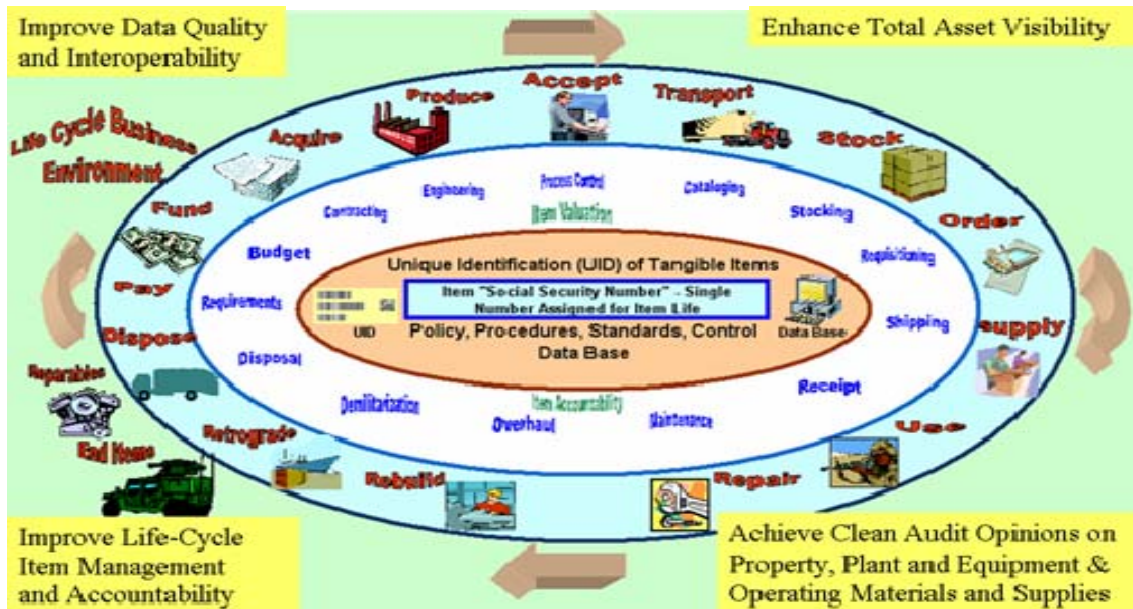 Improve Data Quality
and Interoperability
Enhance Total Asset Visibility
Life Cycle Business
Environment
Fund
Acquire
Produce
Accept
Transport
Stock
Order
supply
Use
Repair
Rebuild
Retrograde
Dispose
Pay
Reparables
End Items
Budget
Contracting
Engineering
Process Control
Cataloging
Stocking
Requisitioning
Shipping
Receipt
Maintenance
Overhaul
Demilitarization
Disposal
Requirements
Item Valuation
Item Accountability
Unique Identification (UID) of Tangible Items
Item "Social Security Number" – Single
Number Assigned for Item Life
UID
Policy, Procedures, Standards, Control
Data Base
Data Base
Improve Life-Cycle
Item Management
and Accountability
Achieve Clean Audit Opinions on
Property, Plant and Equipment &
Operating Materials and Supplies